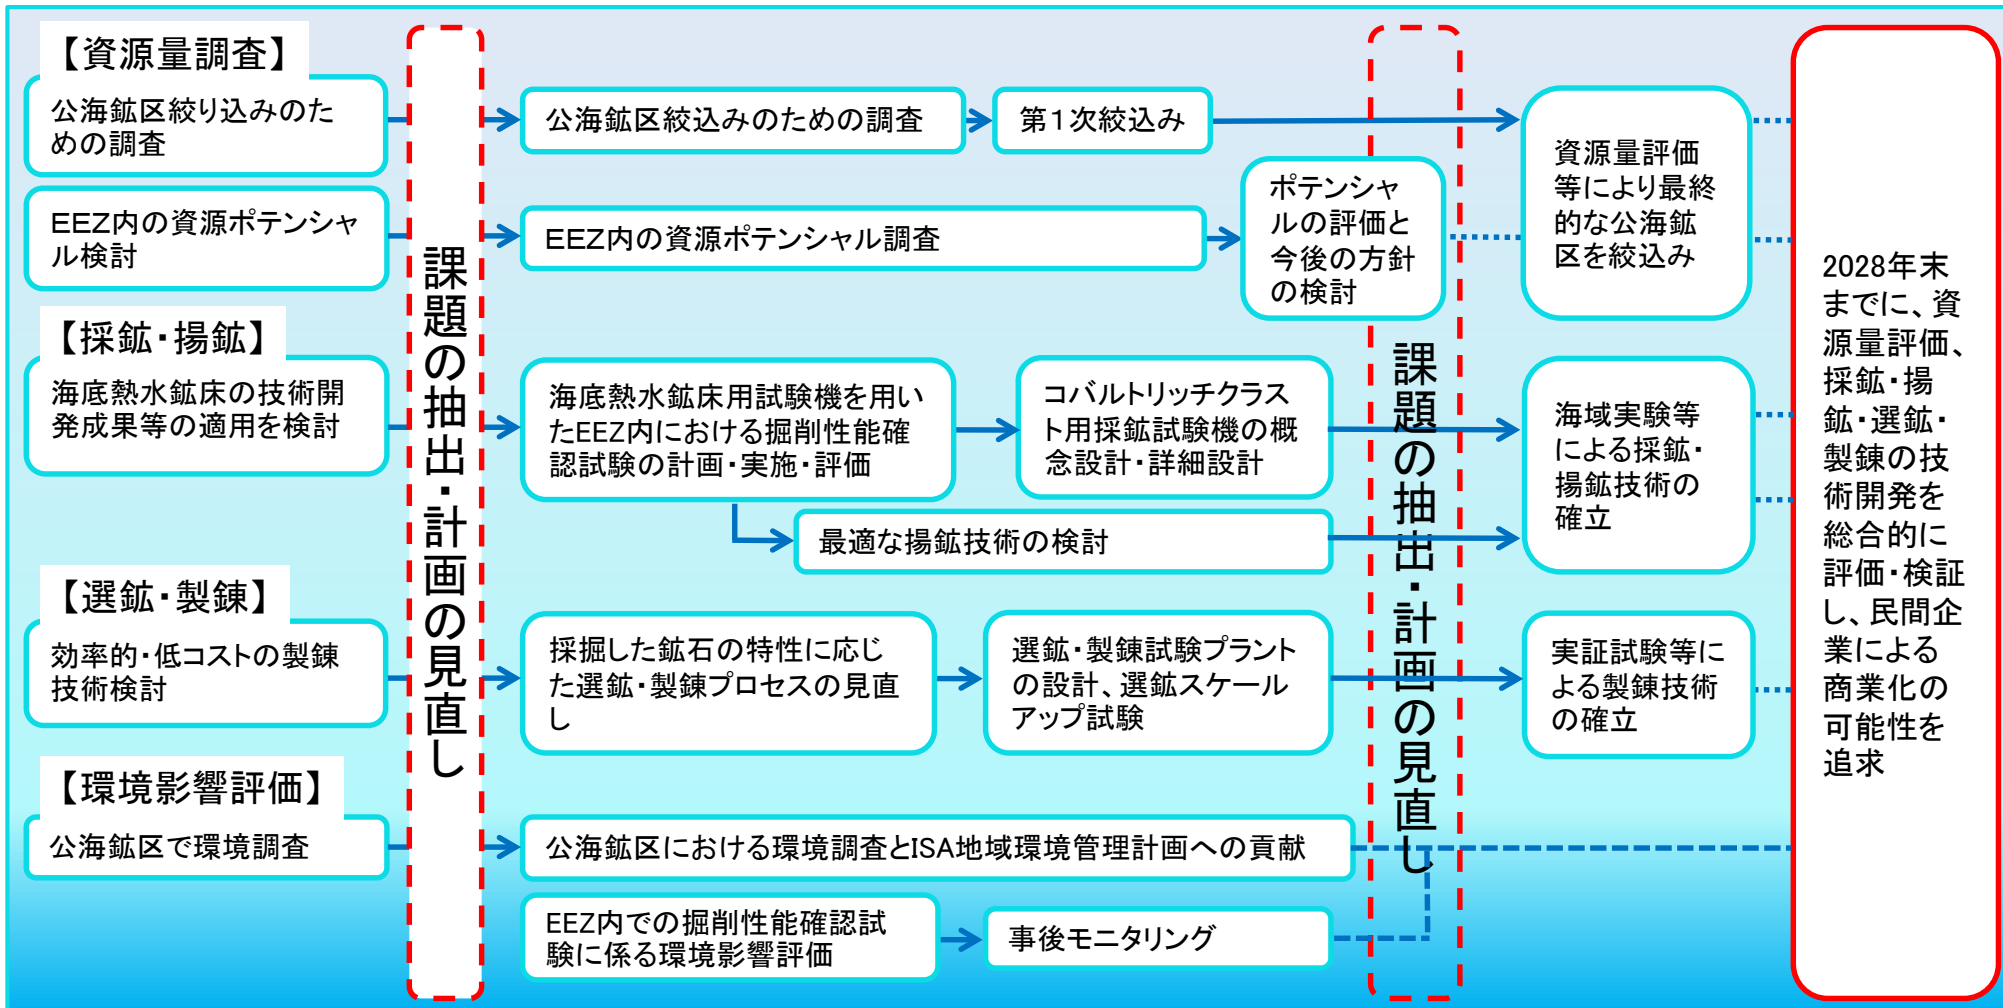 【資源量調査】
公海鉱区絞り込みのた
めの調査
EEZ内の資源ポテンシャ
ル検討
【採鉱・揚鉱】
海底熱水鉱床の技術開
発成果等の適用を検討
【選鉱・製錬】
効率的・低コストの製錬
技術検討
【環境影響評価】
公海鉱区で環境調査
課題の抽出・計画の見直し
公海鉱区絞込みのための調査
第1次絞込み
EEZ内の資源ポテンシャル調査
ポテンシャ
ルの評価と
今後の方針
の検討
海底熱水鉱床用試験機を用い
たEEZ内における掘削性能確
認試験の計画・実施・評価
コバルトリッチクラス
ト用採鉱試験機の概
念設計・詳細設計
最適な揚鉱技術の検討
採掘した鉱石の特性に応じ
た選鉱・製錬プロセスの見直
し
選鉱・製錬試験プラント
の設計、選鉱スケール
アップ試験
公海鉱区における環境調査とISA地域環境管理計画への貢献
EEZ内での掘削性能確認試
験に係る環境影響評価
事後モニタリング
課題の抽出・計画の見直し
資源量評価
等により最終
的な公海鉱
区を絞込み
海域実験等
による採鉱・
揚鉱技術の
確立
実証試験等に
よる製錬技術
の確立
2028年末
までに、資
源量評価、
採鉱・揚
鉱・選鉱・
製錬の技
術開発を
総合的に
評価・検証
し、民間企
業による
商業化の
可能性を
追求